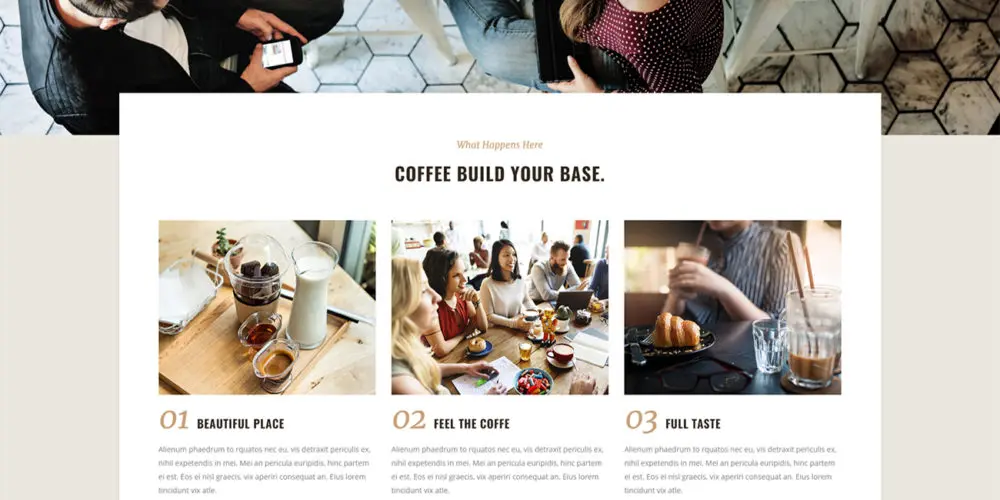 What Happens Here
COFFEE BUILD YOUR BASE.
01 BEAUTIFUL PLACE
Alienum phaedrum to rquatos nec eu, vis detraxit periculis ex,
nihil expetendis in mei. Mei an pericula euripidis, hinc partem
ei est. Eos ei nisl graecis, vix aperiri consequat an. Eius lorem
tincidunt vix atle.
02 FEEL THE COFFE
Alienum phaedrum to rquatos nec eu, vis detraxit periculis ex,
nihil expetendis in mei. Mei an pericula euripidis, hinc partem
ei est. Eos ei nisl graecis, vix aperiri consequat an. Eius lorem
tincidunt vix atle.
03 FULL TASTE
Alienum phaedrum to rquatos nec eu, vis detraxit periculis ex,
nihil expetendis in mei. Mei an pericula euripidis, hinc partem
ei est. Eos ei nisl graecis, vix aperiri consequat an. Eius lorem
tincidunt vix atle.